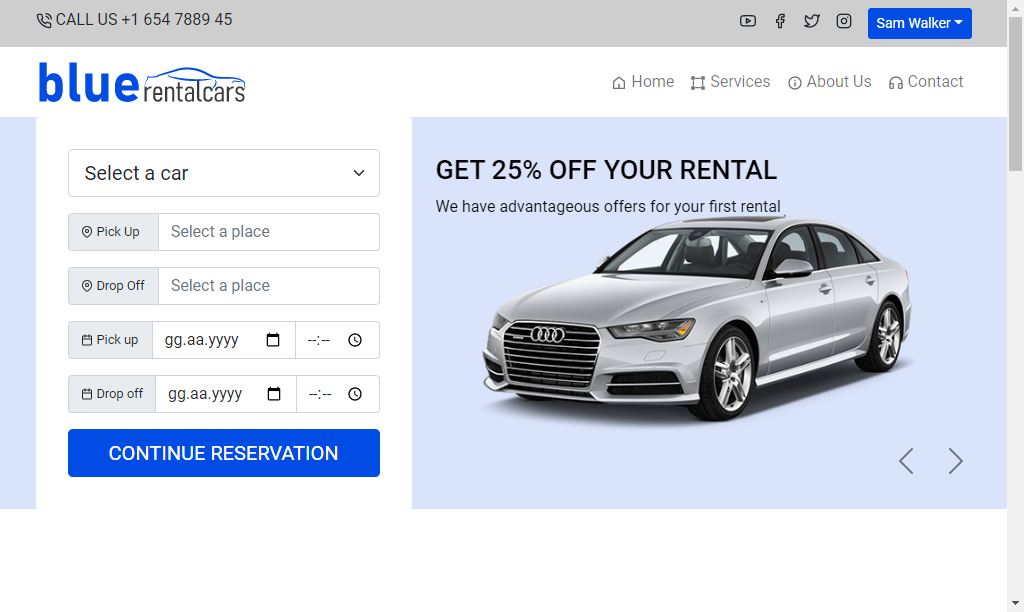 CALL US +1 654 7889 45
Sam Walker
blue rentalcars
Home
Services
About Us
Contact
Select a car
Pick Up
Select a place
Drop Off
Select a place
Pick up
gg.aa.yyyy
--:--
Drop off
gg.aa.yyyy
--:--
CONTINUE RESERVATION
GET 25% OFF YOUR RENTAL
We have advantageous offers for your first rental